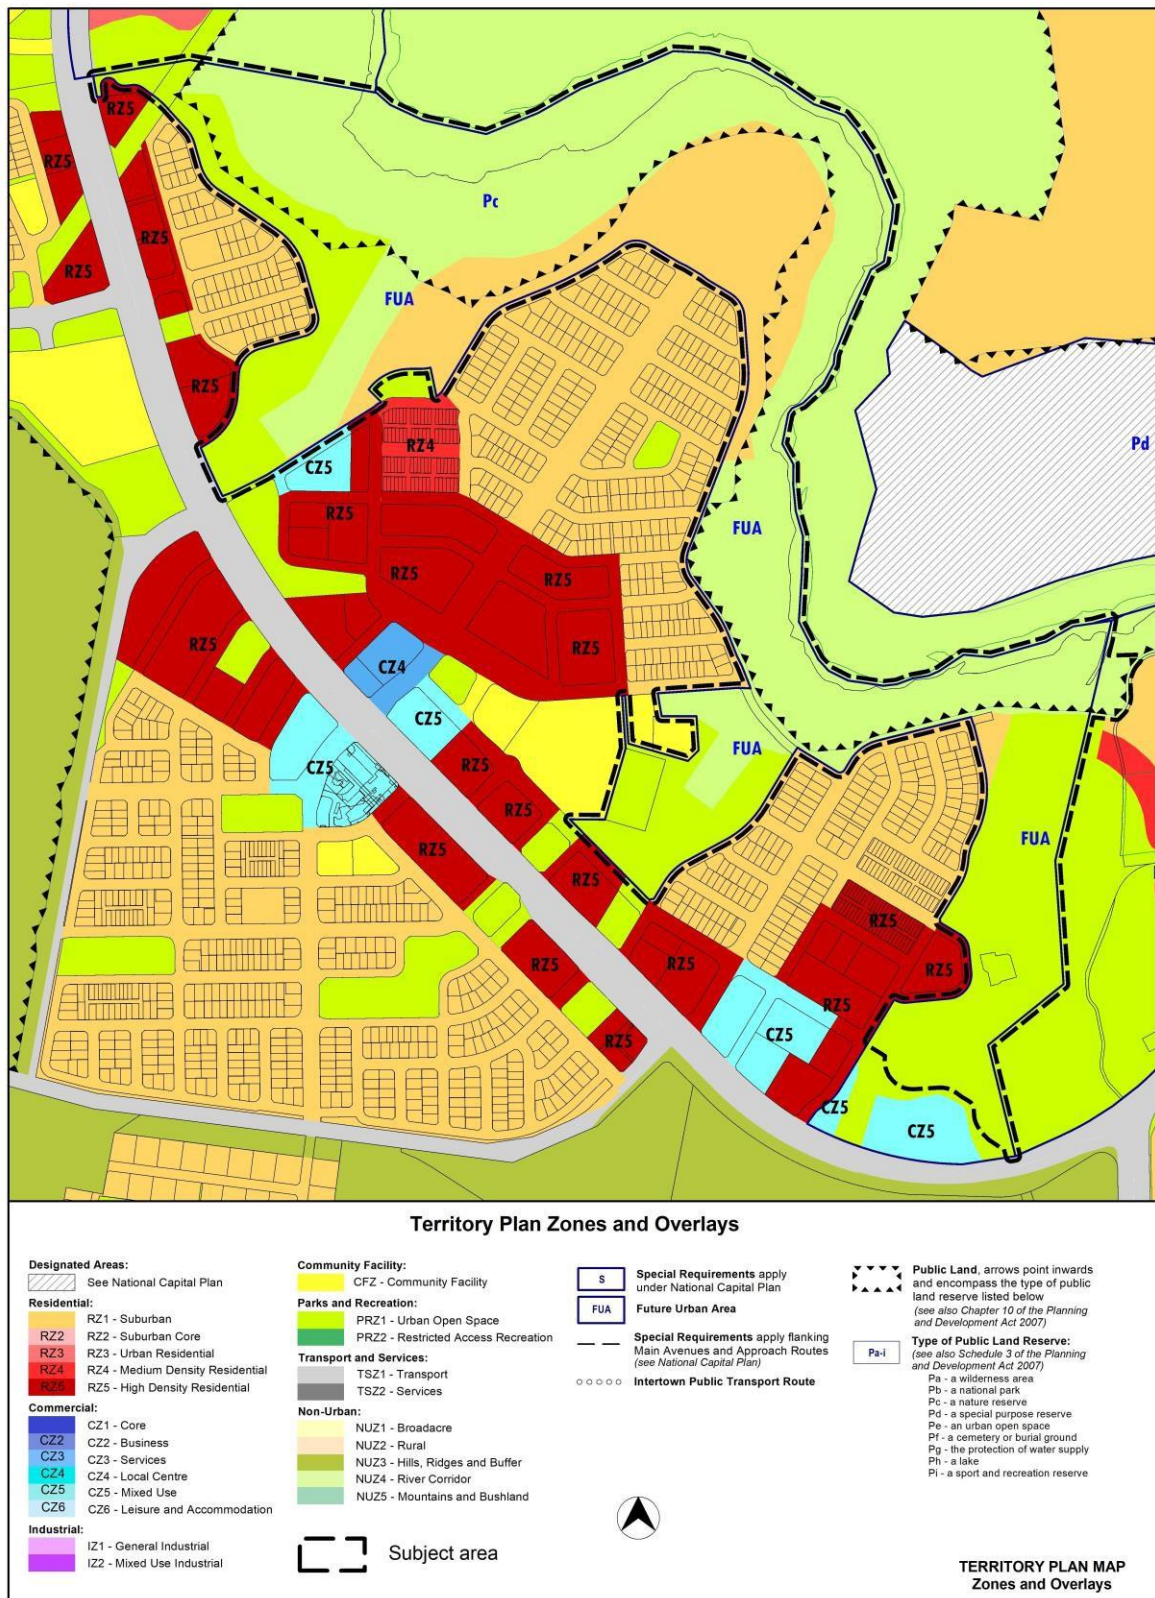 RZ5
RZ5
RZ5
RZ5
RZ5
Pc
FUA
Pd
RZ4
CZ5
RZ5
FUA
RZ5
RZ5
RZ5
RZ5
CZ4
CZ5
FUA
CZ5
RZ5
RZ5
RZ5
RZ5
FUA
RZ5
RZ5
RZ5
RZ5
RZ5
CZ5
RZ5
CZ5
CZ5
Territory Plan Zones and Overlays
Designated Areas:
See National Capital Plan
Residential:
RZ1 - Suburban
RZ2 RZ2 - Suburban Core
RZ3 RZ3 - Urban Residential
RZ4 RZ4 - Medium Density Residential
RZ5 RZ5 - High Density Residential
Commercial:
CZ1 - Core
CZ2 CZ2 - Business
CZ3 CZ3 - Services
CZ4 CZ4 - Local Centre
CZ5 CZ5 - Mixed Use
CZ6 CZ6 - Leisure and Accommodation
Industrial:
IZ1 - General Industrial
IZ2 - Mixed Use Industrial
Community Facility:
CFZ - Community Facility
Parks and Recreation:
PRZ1 - Urban Open Space
PRZ2 - Restricted Access Recreation
Transport and Services:
TSZ1 - Transport
TSZ2 - Services
Non-Urban:
NUZ1 - Broadacre
NUZ2 - Rural
NUZ3 - Hills, Ridges and Buffer
NUZ4 - River Corridor
NUZ5 - Mountains and Bushland
Subject area
S Special Requirements apply
under National Capital Plan
FUA Future Urban Area
Special Requirements apply flanking
Main Avenues and Approach Routes
(see National Capital Plan)
Intertown Public Transport Route
Public Land, arrows point inwards
and encompass the type of public
land reserve listed below
(see also Chapter 10 of the Planning
and Development Act 2007)
Pa-i Type of Public Land Reserve:
(see also Schedule 3 of the Planning
and Development Act 2007)
Pa - a wilderness area
Pb - a national park
Pc - a nature reserve
Pd - a special purpose reserve
Pe - an urban open space
Pf - a cemetery or burial ground
Pg - the protection of water supply
Ph - a lake
Pi - a sport and recreation reserve
TERRITORY PLAN MAP
Zones and Overlays